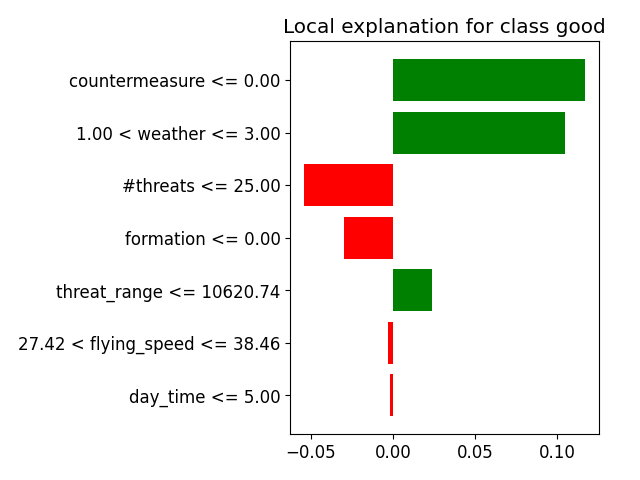 Local explanation for class good
countermeasure <= 0.00
1.00 < weather <= 3.00
#threats <= 25.00
formation <= 0.00
threat_range <= 10620.74
27.42 < flying_speed <= 38.46
day_time <= 5.00
−0.05 0.00 0.05 0.10